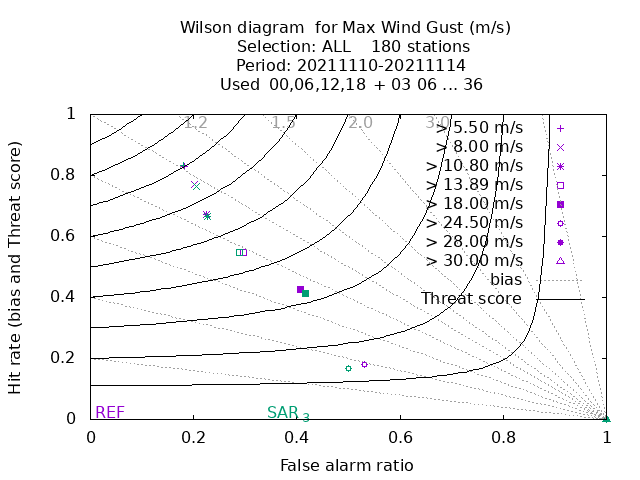 Wilson diagram for Max Wind Gust (m/s)
Selection: ALL 180 stations
Period: 20211110-20211114
Used 00,06,12,18 + 03 06 ... 36
1.2 1.5 2.0 3.0
> 5.50 m/s
> 8.00 m/s
> 10.80 m/s
> 13.89 m/s
> 18.00 m/s
> 24.50 m/s
> 28.00 m/s
> 30.00 m/s
bias
Threat score
1
0.8
0.6
0.4
0.2
0
Hit rate (bias and Threat score)
REF SAR_3
0 0.2 0.4 0.6 0.8 1
False alarm ratio